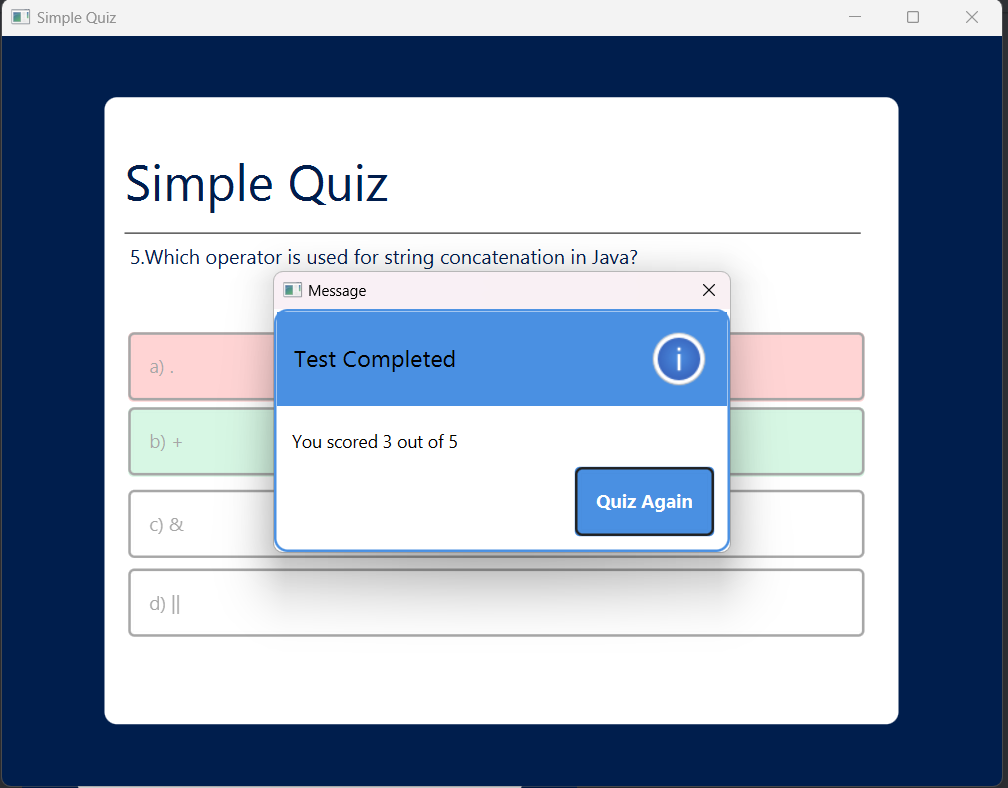 Simple Quiz
Simple Quiz
5.Which operator is used for string concatenation in Java?
Message
Test Completed
i
a) .
b) +
You scored 3 out of 5
Quiz Again
c) &
d) ||